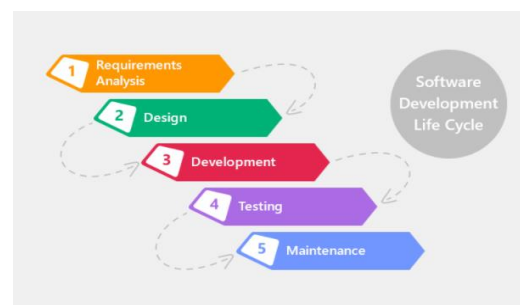 1
Requirements
Analysis
2
Design
3
Development
4
Testing
5
Maintenance
Software
Development
Life Cycle